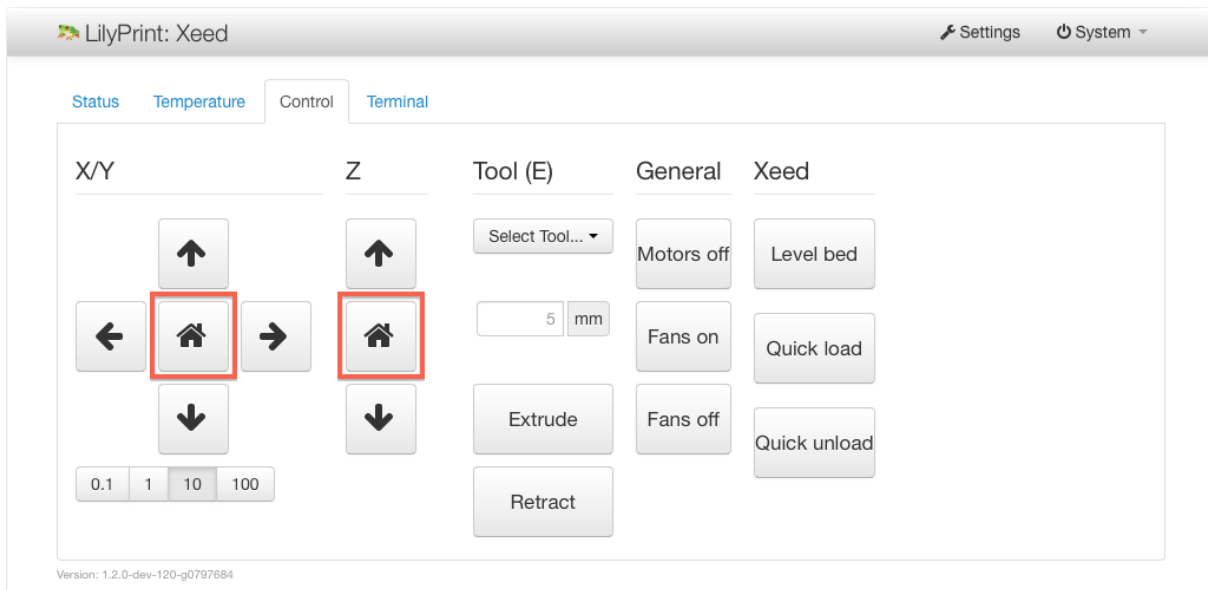 LilyPrint: Xeed
Settings
System
Status
Temperature
Control
Terminal
X/Y
Z
Tool (E)
General
Xeed
Select Tool...
Motors off
Level bed
5
mm
Fans on
Quick load
Extrude
Fans off
Quick unload
0.1
1
10
100
Retract
Version: 1.2.0-dev-120-g0797684